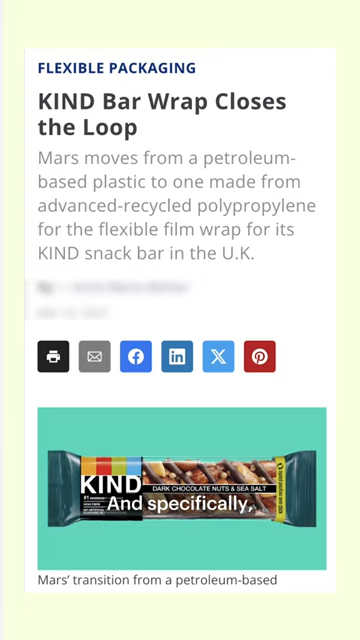 FLEXIBLE PACKAGING
KIND Bar Wrap Closes
the Loop
Mars moves from a petroleum-
based plastic to one made from
advanced-recycled polypropylene
for the flexible film wrap for its
KIND snack bar in the U.K.
KIND
DARK CHOCOLATE NUTS & SEA SALT
And specifically,
Mars’ transition from a petroleum-based